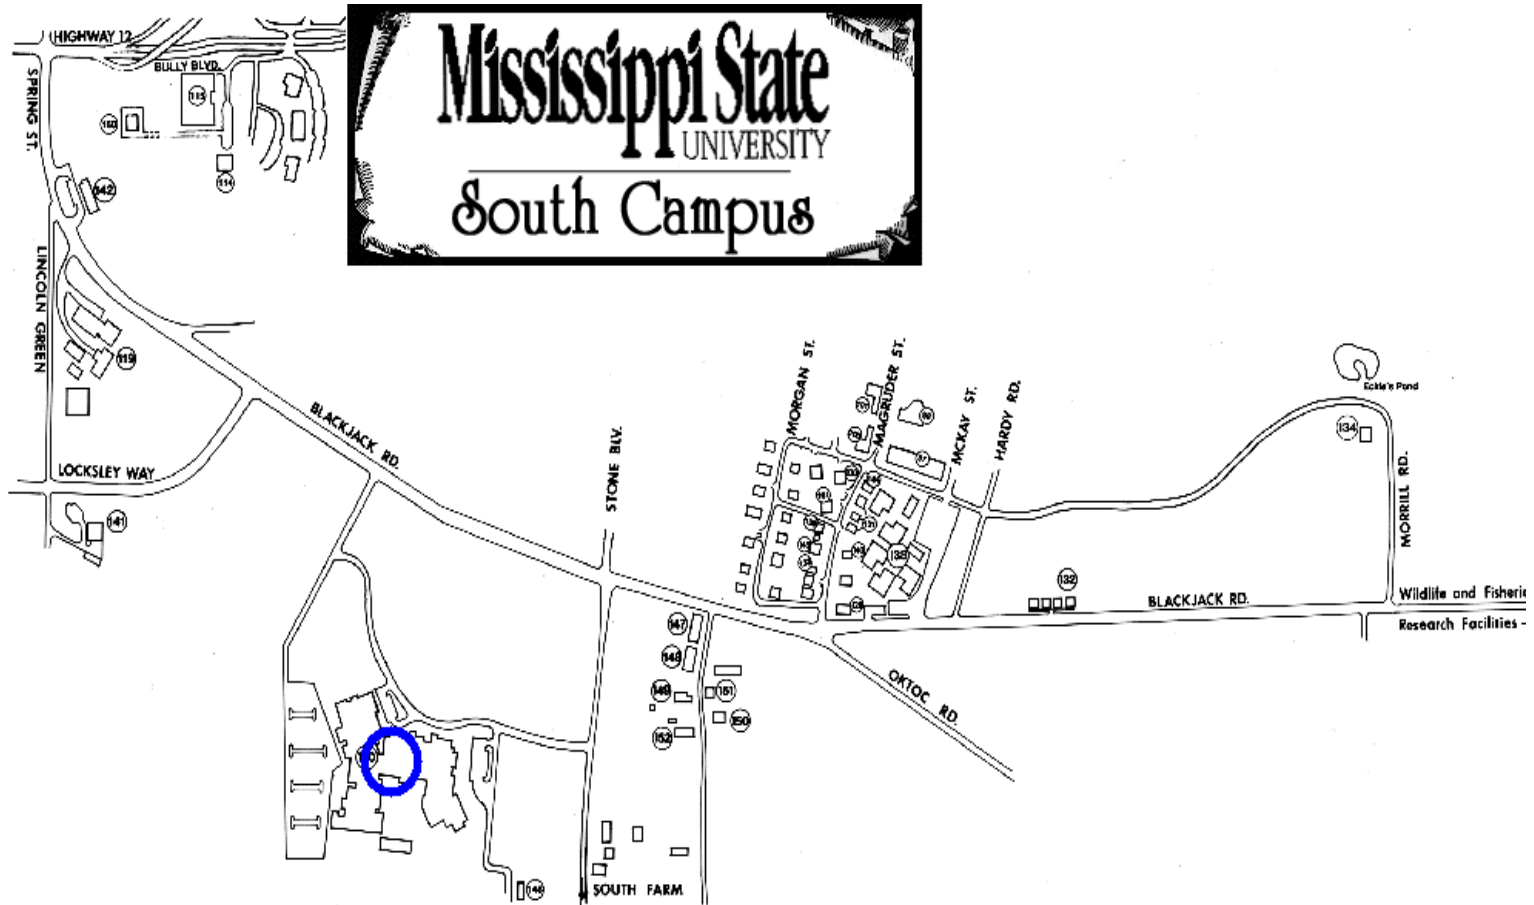 HIGHWAY 12
BULLY BLVD.
SPRING ST.
115
114
142
Mississippi State
UNIVERSITY
South Campus
LINCOLN GREEN
119
BLACKJACK RD.
LOCKSLEY WAY
141
STONE BLV.
MORGAN ST.
MAGRUDER ST.
MCKAY ST.
HARDY RD.
Eckie's Pond
134
MORRILL RD.
138
132
BLACKJACK RD.
Wildlife and Fisherie
Research Facilities -
147
148
149
151
150
152
OKTOC RD.
SOUTH FARM